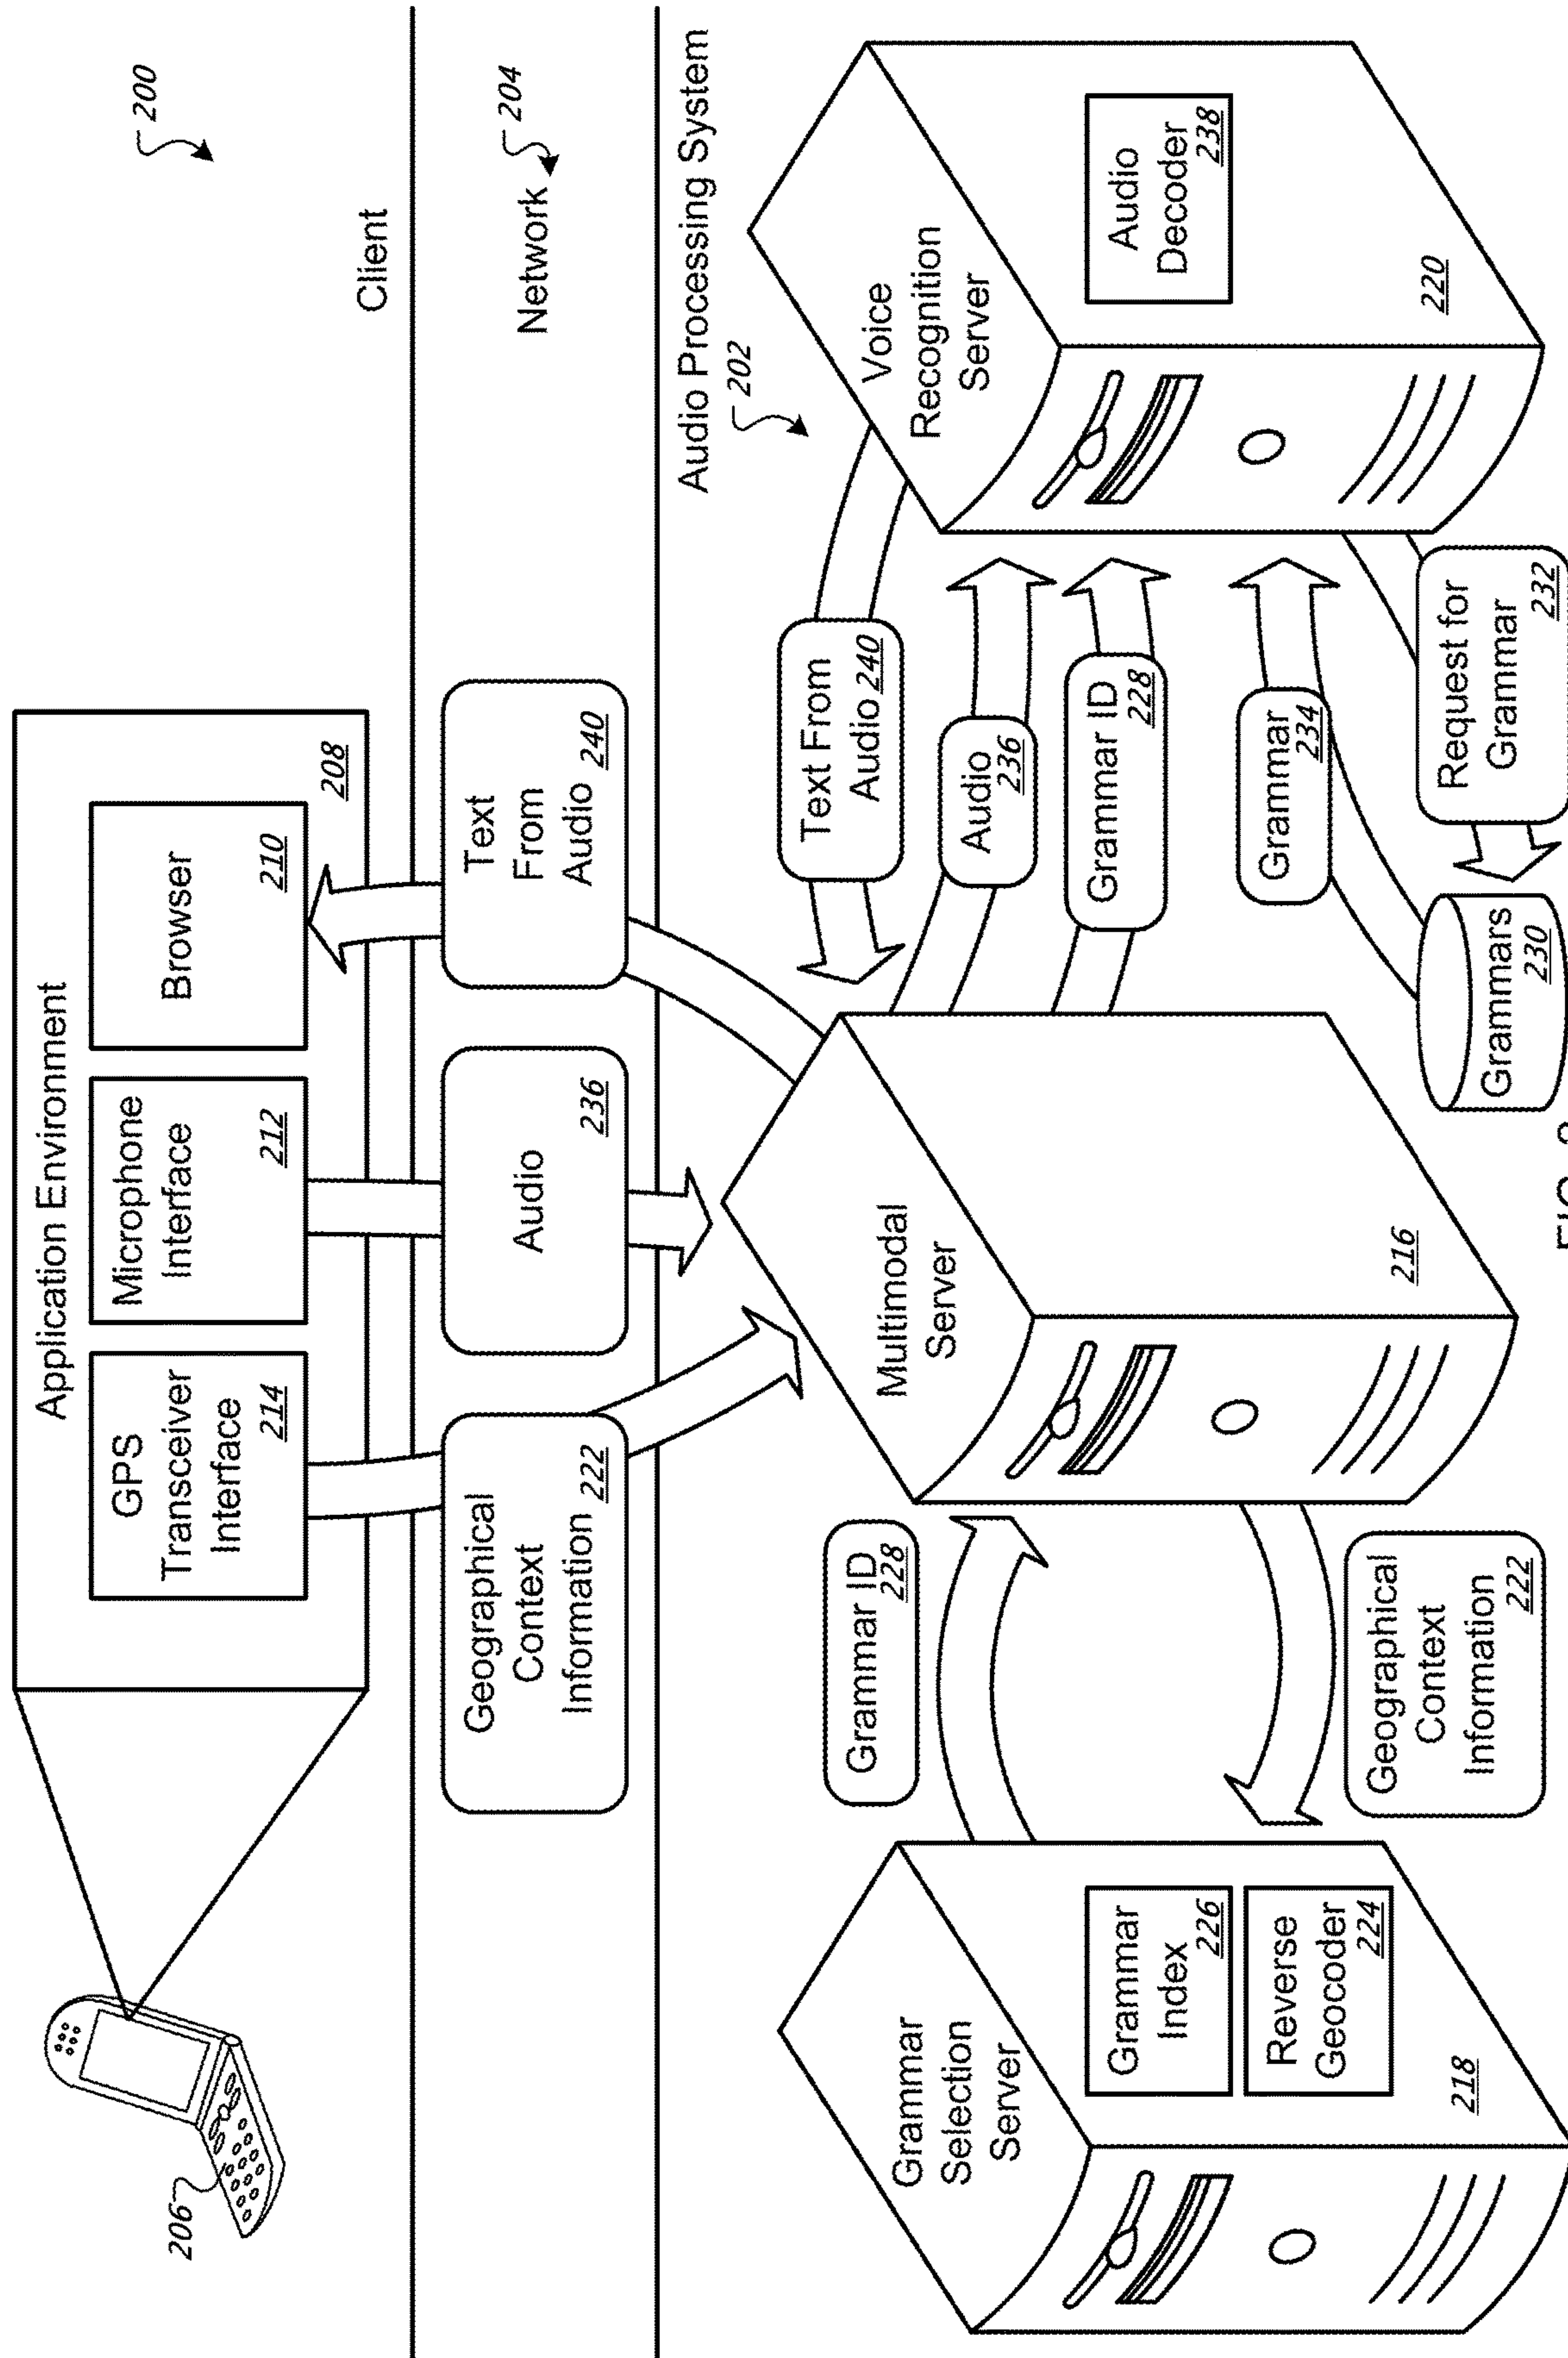 200
Application Environment
GPS
Transceiver
Interface
214
Microphone
Interface
212
Browser
210
208
206
Client
Network
204
Geographical
Context
Information 222
Audio
236
Text
From
Audio 240
Audio Processing System
202
Grammar
Selection
Server
Grammar
Index
226
Reverse
Geocoder
224
218
Grammar ID
228
Geographical
Context
Information
222
Multimodal
Server
216
Text From
Audio 240
Audio
236
Grammar ID
228
Grammar
234
Grammars
230
Request for
Grammar
232
Voice
Recognition
Server
Audio
Decoder
238
220